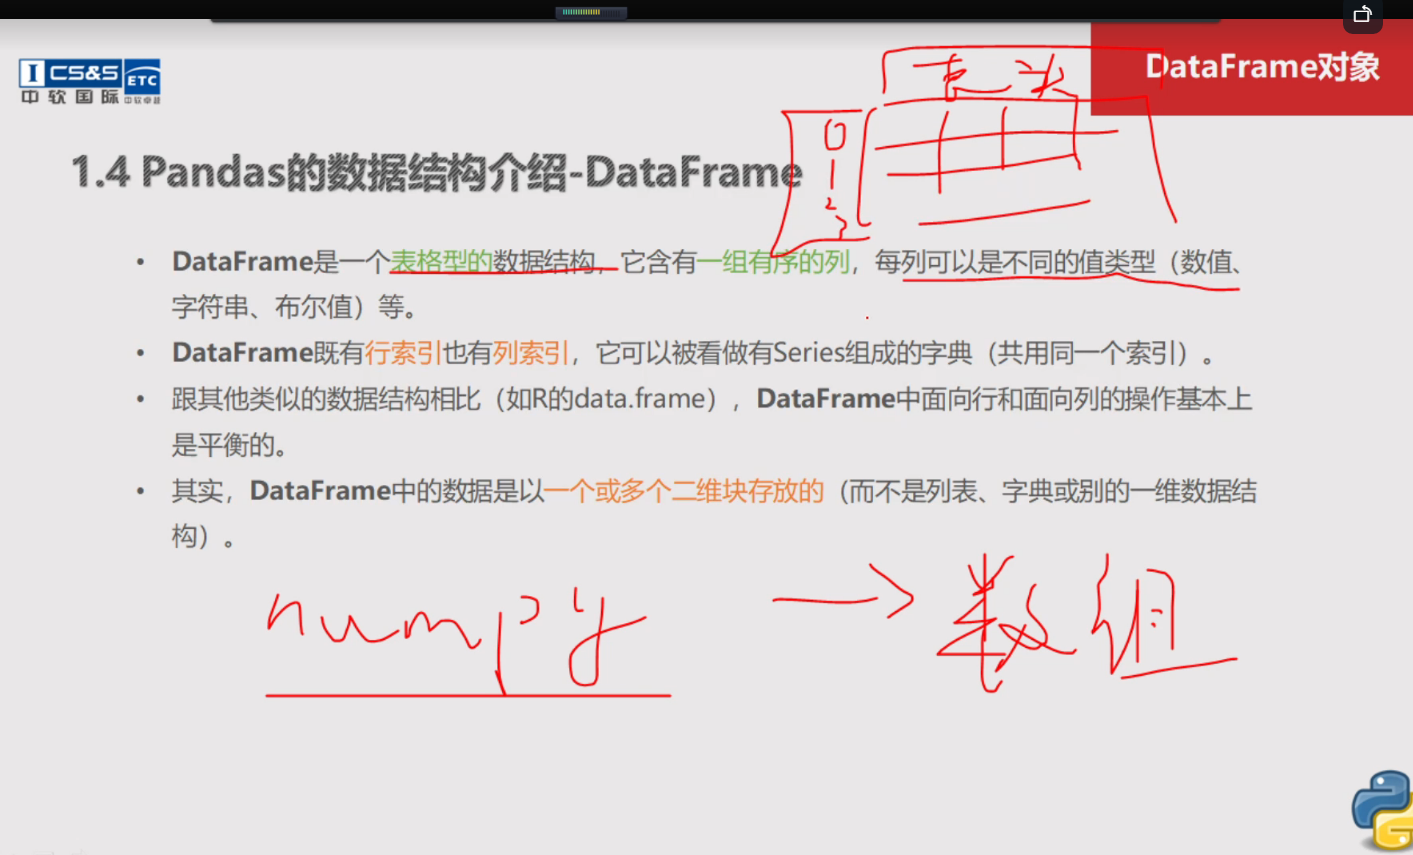 DataFrame对象
I CS&S ETC
中软国际 中软卓越
表头
0
1
2
3
1.4 Pandas的数据结构介绍-DataFrame
• DataFrame是一个表格型的数据结构，它含有一组有序的列，每列可以是不同的值类型（数值、
字符串、布尔值）等。
• DataFrame既有行索引也有列索引，它可以被看做有Series组成的字典（共用同一个索引）。
• 跟其他类似的数据结构相比（如R的data.frame），DataFrame中面向行和面向列的操作基本上
是平衡的。
• 其实，DataFrame中的数据是以一个或多个二维块存放的（而不是列表、字典或别的一维数据结
构）。
numpy → 数组